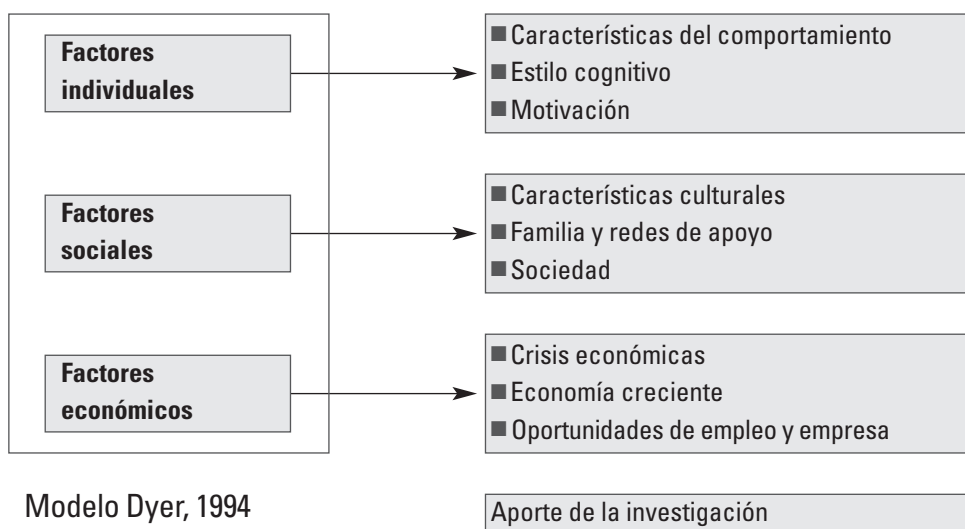 Factores
individuales
■ Características del comportamiento
■ Estilo cognitivo
■ Motivación
Factores
sociales
■ Características culturales
■ Familia y redes de apoyo
■ Sociedad
Factores
económicos
■ Crisis económicas
■ Economía creciente
■ Oportunidades de empleo y empresa
Modelo Dyer, 1994
Aporte de la investigación